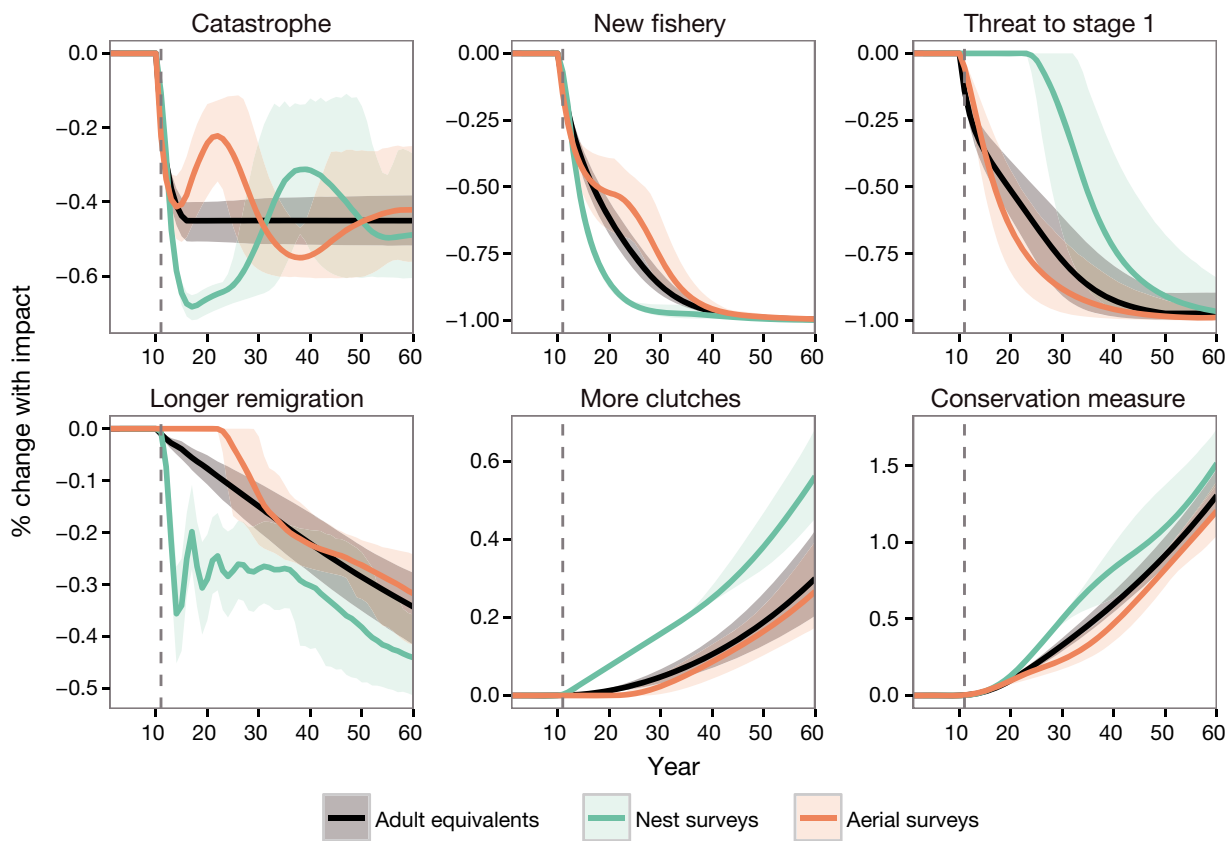 Catastrophe New fishery Threat to stage 1
0.0 0.00 0.00
−0.2 −0.25 −0.25
−0.4 −0.50 −0.50
−0.6 −0.75 −0.75
−1.00 −1.00
10 20 30 40 50 60 10 20 30 40 50 60 10 20 30 40 50 60
% change with impact
Longer remigration More clutches Conservation measure
0.0 0.6 1.5
−0.1 0.4 1.0
−0.2 0.2 0.5
−0.3 0.0 0.0
−0.4
−0.5
10 20 30 40 50 60 10 20 30 40 50 60 10 20 30 40 50 60
Year
Adult equivalents Nest surveys Aerial surveys